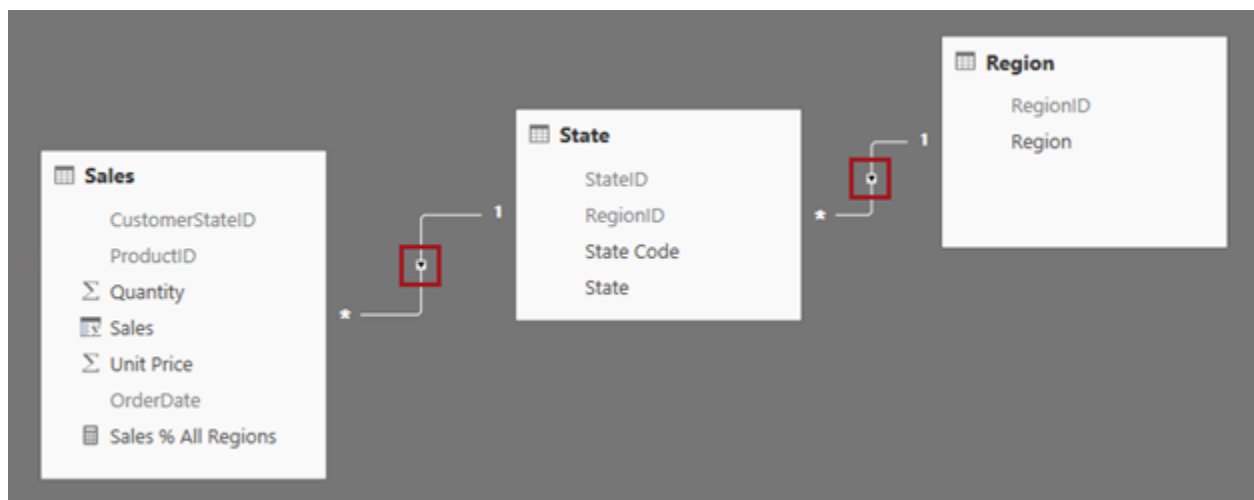 Sales
CustomerStateID
ProductID
Quantity
Sales
Unit Price
OrderDate
Sales % All Regions
*
1
State
StateID
RegionID
State Code
State
*
1
Region
RegionID
Region